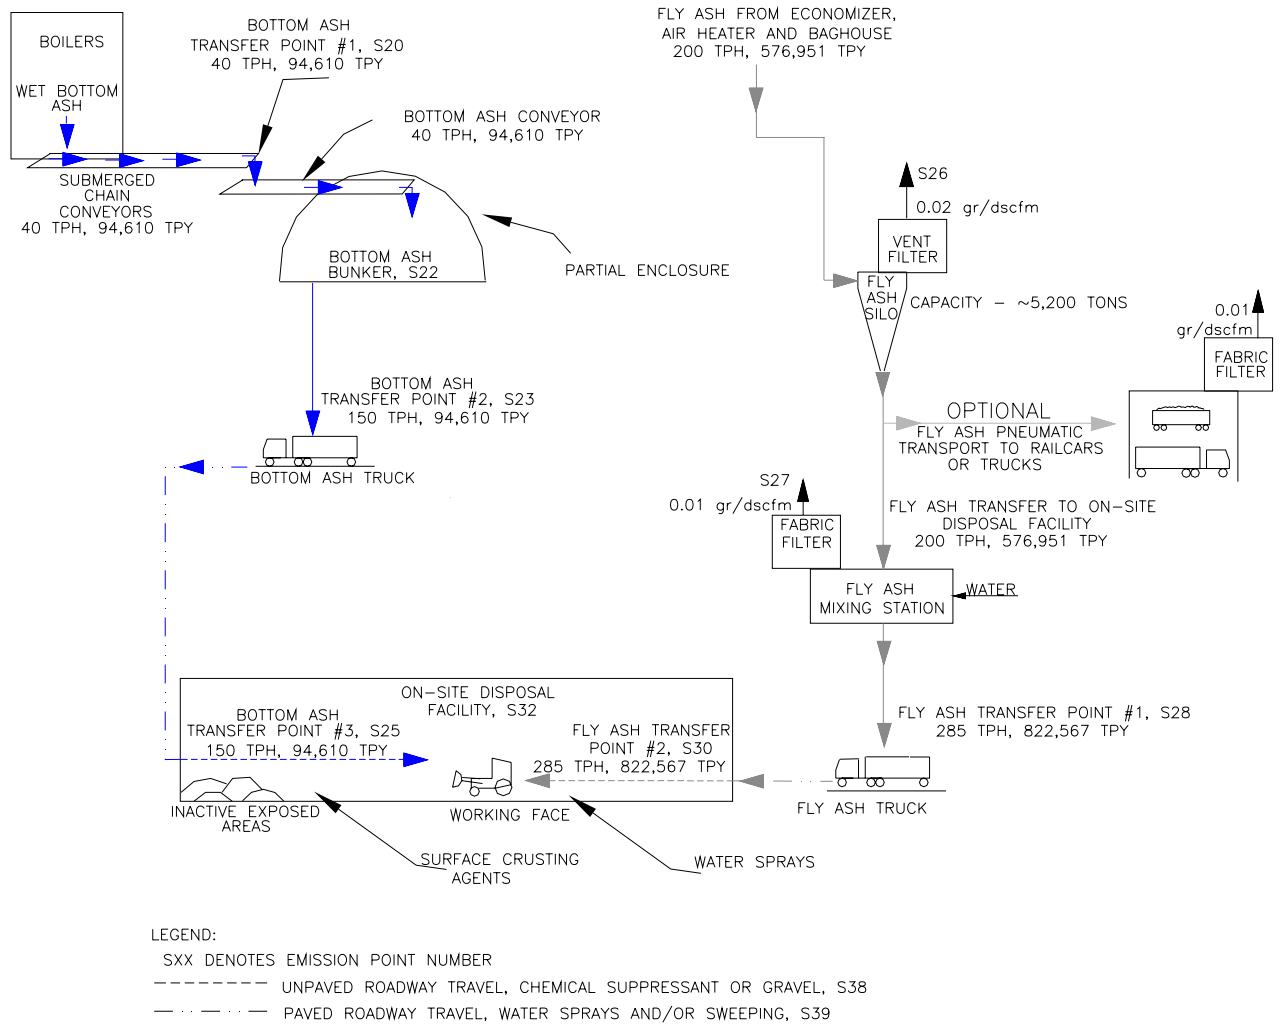 BOILERS
WET BOTTOM
ASH
BOTTOM ASH
TRANSFER POINT #1, S20
40 TPH, 94,610 TPY
BOTTOM ASH CONVEYOR
40 TPH, 94,610 TPY
SUBMERGED
CHAIN
CONVEYORS
40 TPH, 94,610 TPY
BOTTOM ASH
BUNKER, S22
PARTIAL ENCLOSURE
BOTTOM ASH
TRANSFER POINT #2, S23
150 TPH, 94,610 TPY
BOTTOM ASH TRUCK
FLY ASH FROM ECONOMIZER,
AIR HEATER AND BAGHOUSE
200 TPH, 576,951 TPY
S26
0.02 gr/dscfm
VENT
FILTER
FLY
ASH
SILO
CAPACITY - ~5,200 TONS
0.01
gr/dscfm
FABRIC
FILTER
OPTIONAL
FLY ASH PNEUMATIC
TRANSPORT TO RAILCARS
OR TRUCKS
S27
0.01 gr/dscfm
FABRIC
FILTER
FLY ASH TRANSFER TO ON-SITE
DISPOSAL FACILITY
200 TPH, 576,951 TPY
FLY ASH
MIXING STATION
WATER
FLY ASH TRANSFER POINT #1, S28
285 TPH, 822,567 TPY
FLY ASH TRUCK
ON-SITE DISPOSAL
FACILITY, S32
BOTTOM ASH
TRANSFER POINT #3, S25
150 TPH, 94,610 TPY
FLY ASH TRANSFER
POINT #2, S30
285 TPH, 822,567 TPY
INACTIVE EXPOSED
AREAS
WORKING FACE
SURFACE CRUSTING
AGENTS
WATER SPRAYS
LEGEND:
SXX DENOTES EMISSION POINT NUMBER
UNPAVED ROADWAY TRAVEL, CHEMICAL SUPPRESSANT OR GRAVEL, S38
PAVED ROADWAY TRAVEL, WATER SPRAYS AND/OR SWEEPING, S39